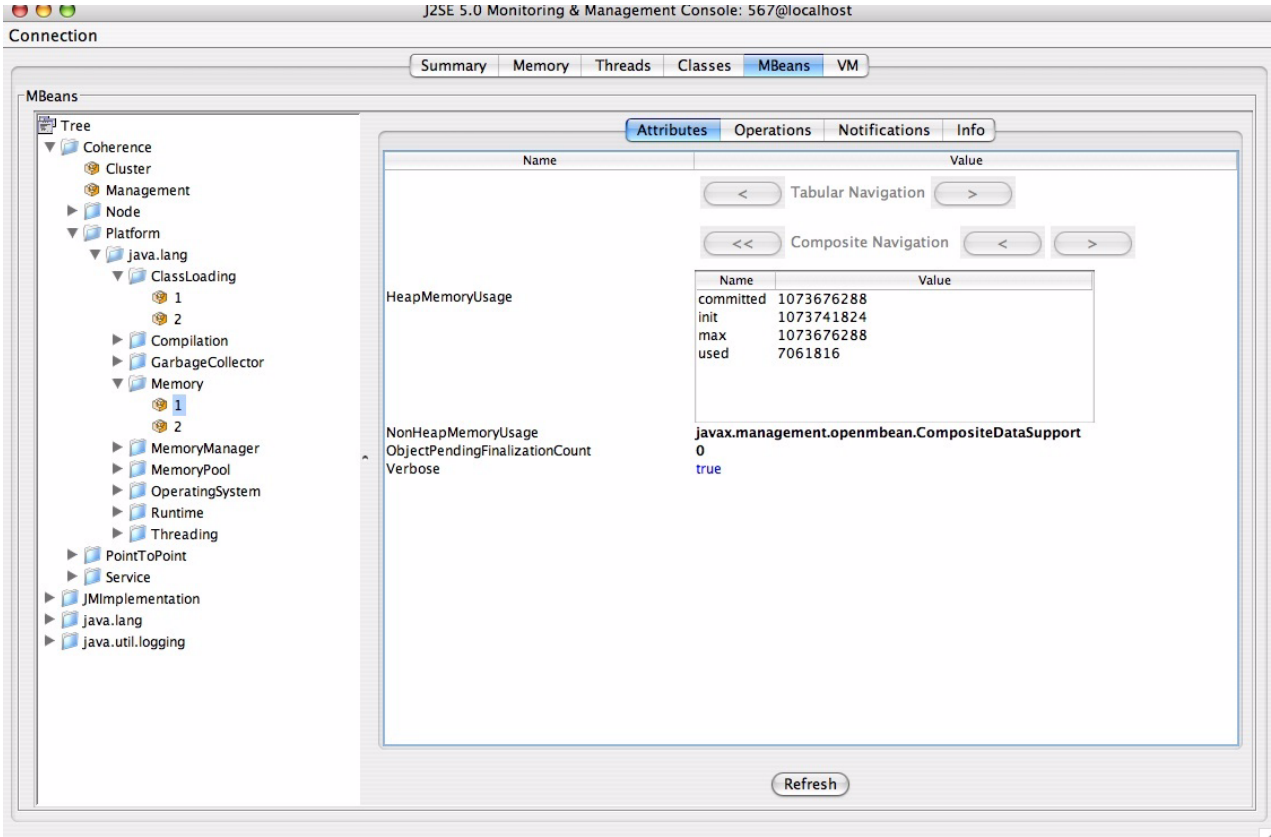 J2SE 5.0 Monitoring & Management Console: 567@localhost
Connection
Summary Memory Threads Classes MBeans VM
MBeans
Tree
Coherence
Cluster
Management
Node
Platform
java.lang
ClassLoading
1
2
Compilation
GarbageCollector
Memory
1
2
MemoryManager
MemoryPool
OperatingSystem
Runtime
Threading
PointToPoint
Service
JMImplementation
java.lang
java.util.logging
Attributes Operations Notifications Info
Name Value
< Tabular Navigation >
<< Composite Navigation < >
HeapMemoryUsage
Name Value
committed 1073676288
init 1073741824
max 1073676288
used 7061816
NonHeapMemoryUsage javax.management.openmbean.CompositeDataSupport
ObjectPendingFinalizationCount 0
Verbose true
Refresh